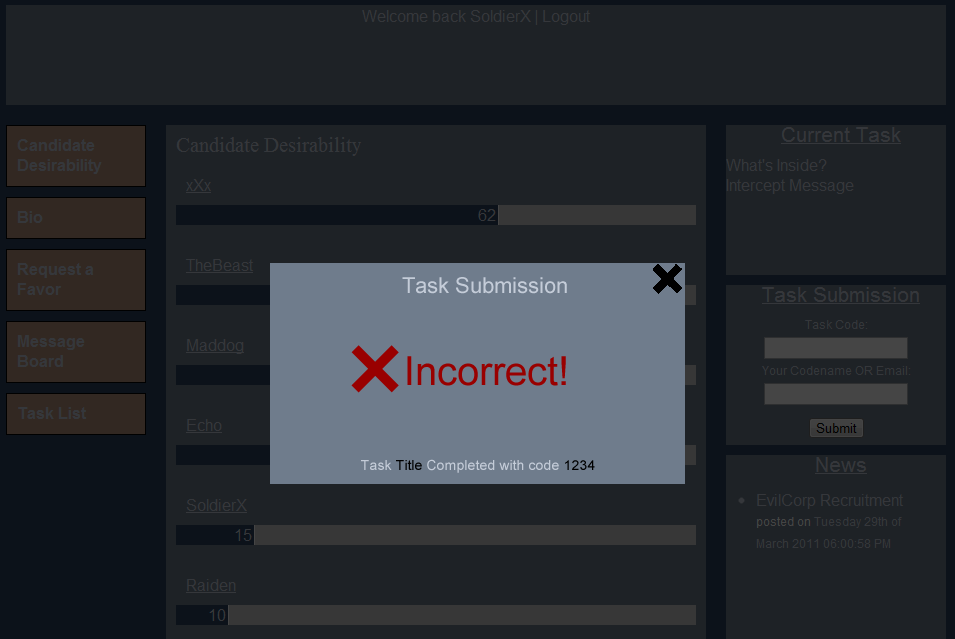 Welcome back SoldierX | Logout
Candidate
Desirability
Bio
Request a
Favor
Message
Board
Task List
Candidate Desirability
xXx
62
TheBeast
Maddog
Echo
SoldierX
15
Raiden
10
Task Submission
Incorrect!
Task Title Completed with code 1234
Current Task
What's Inside?
Intercept Message
Task Submission
Task Code:
Your Codename OR Email:
Submit
News
EvilCorp Recruitment
posted on Tuesday 29th of
March 2011 06:00:58 PM